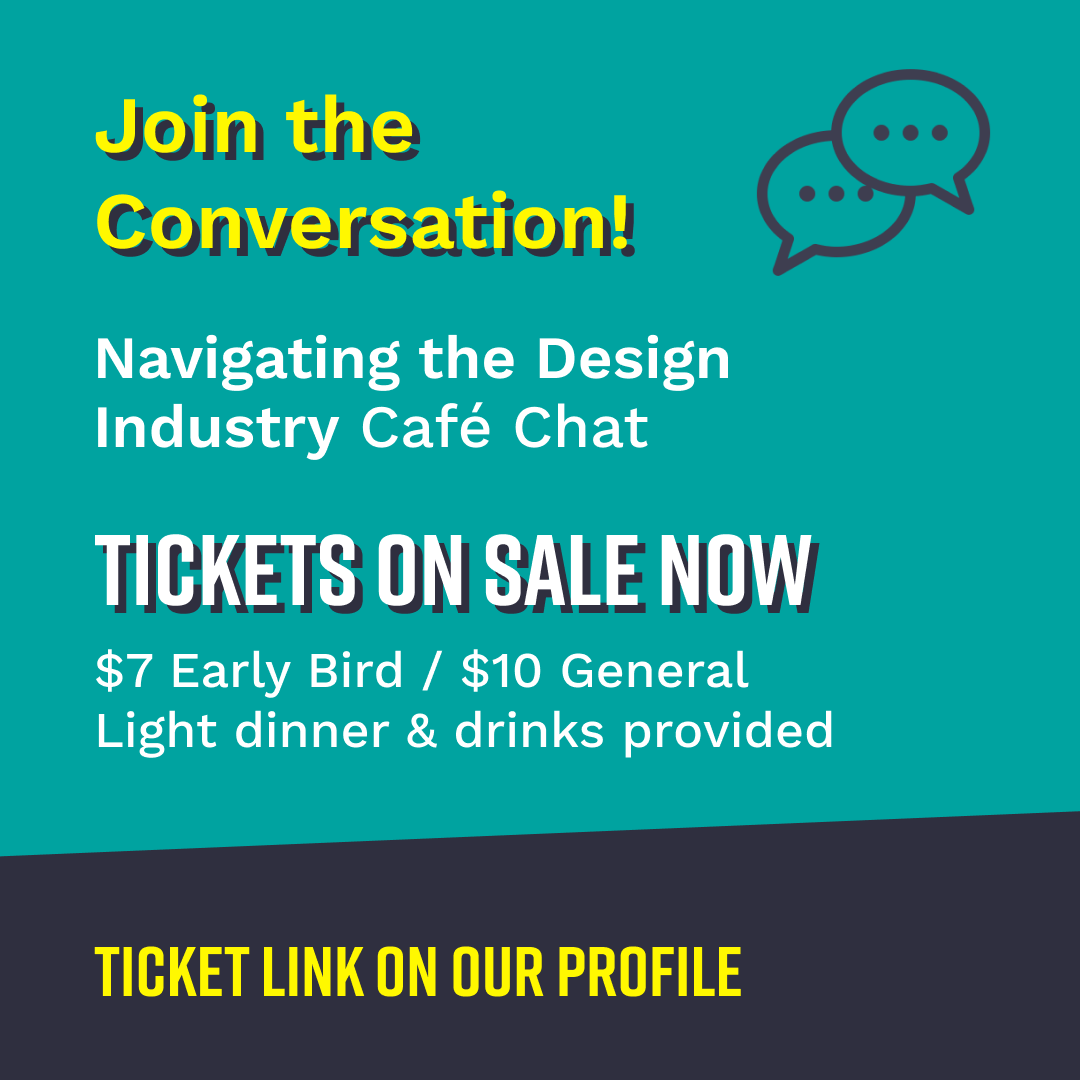 Join the
Conversation!
Navigating the Design
Industry Café Chat
TICKETS ON SALE NOW
$7 Early Bird / $10 General
Light dinner & drinks provided
TICKET LINK ON OUR PROFILE